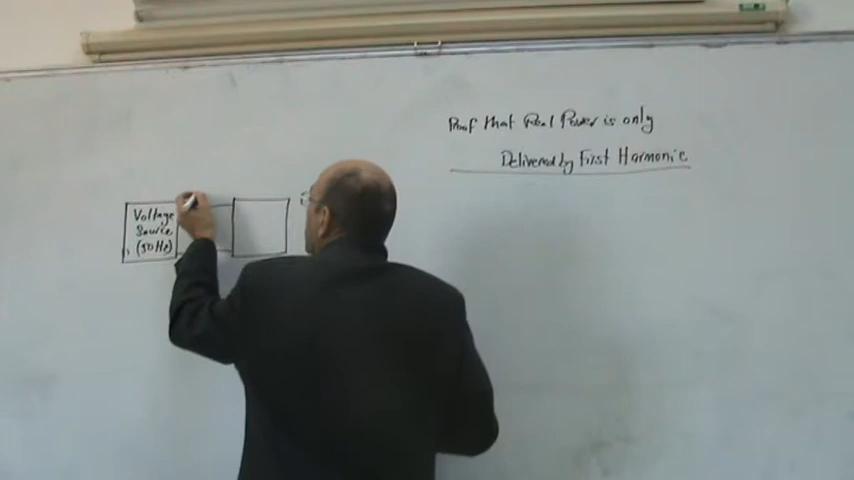 Proof that Real Power is only
Delivered by First Harmonic
Voltage
Source
(50Hz)